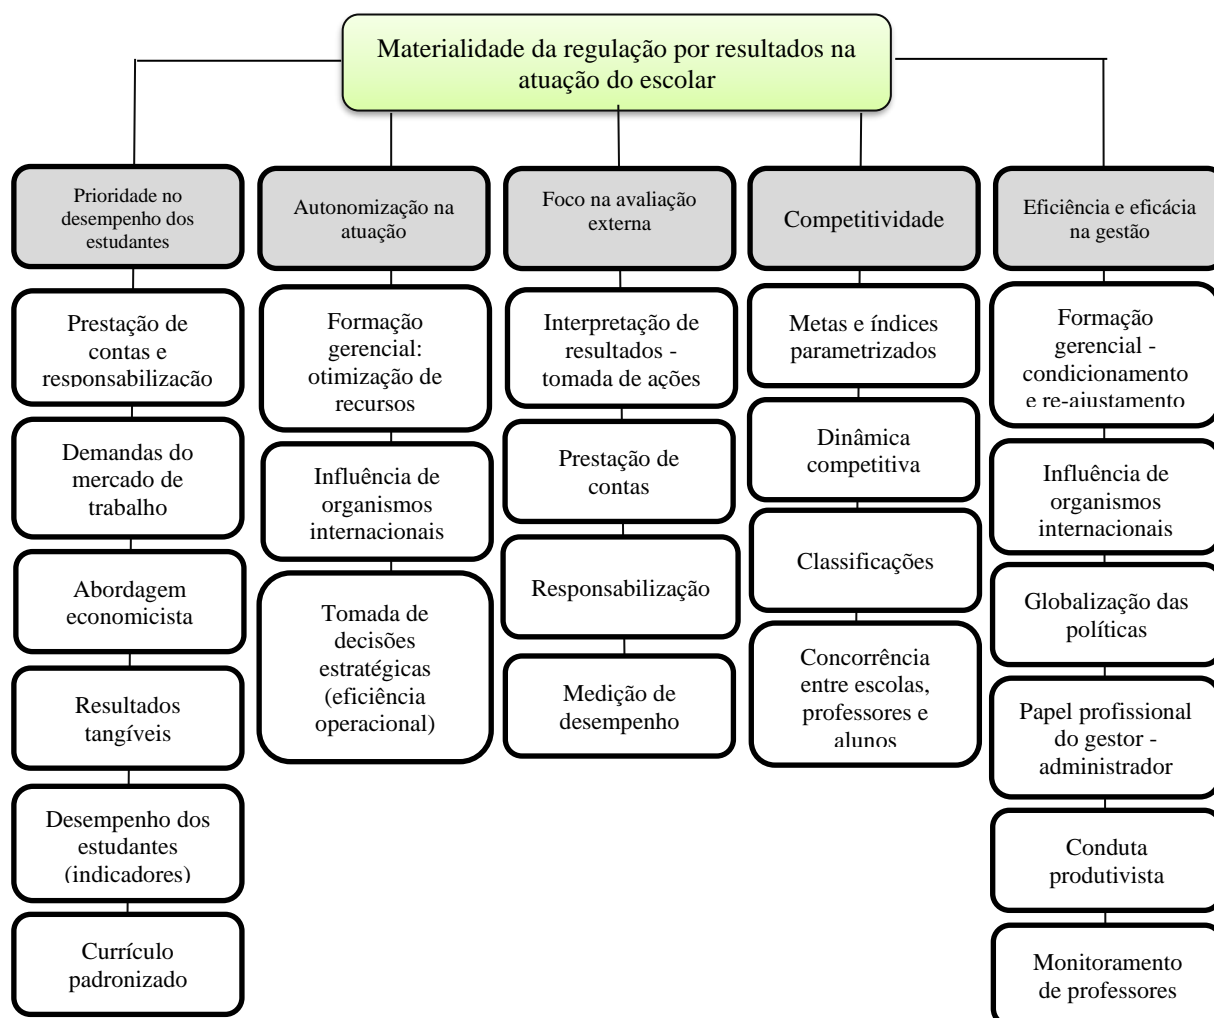 Materialidade da regulação por resultados na
atuação do escolar
Prioridade no
desempenho dos
estudantes
Prestação de
contas e
responsabilização
Demandas do
mercado de
trabalho
Abordagem
economicista
Resultados
tangíveis
Desempenho dos
estudantes
(indicadores)
Currículo
padronizado
Autonomização na
atuação
Formação
gerencial:
otimização de
recursos
Influência de
organismos
internacionais
Tomada de
decisões
estratégicas
(eficiência
operacional)
Foco na avaliação
externa
Interpretação de
resultados -
tomada de ações
Prestação de
contas
Responsabilização
Medição de
desempenho
Competitividade
Metas e índices
parametrizados
Dinâmica
competitiva
Classificações
Concorrência
entre escolas,
professores e
alunos
Eficiência e eficácia
na gestão
Formação
gerencial -
condicionamento
e re-ajustamento
Influência de
organismos
internacionais
Globalização das
políticas
Papel profissional
do gestor -
administrador
Conduta
produtivista
Monitoramento
de professores